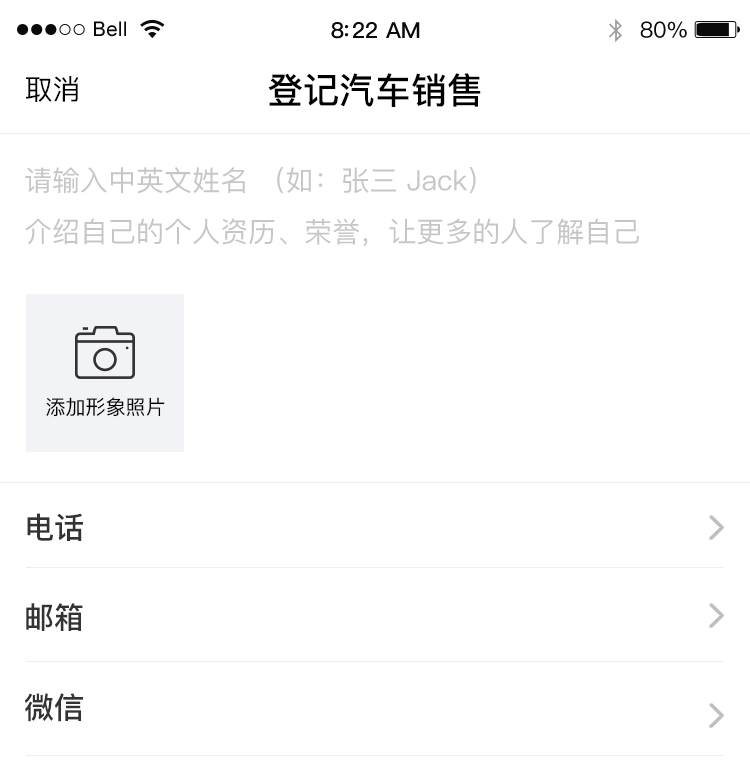 Bell 8:22 AM 80%
取消 登记汽车销售
请输入中英文姓名 （如：张三 Jack）
介绍自己的个人资历、荣誉，让更多的人了解自己
添加形象照片
电话
邮箱
微信